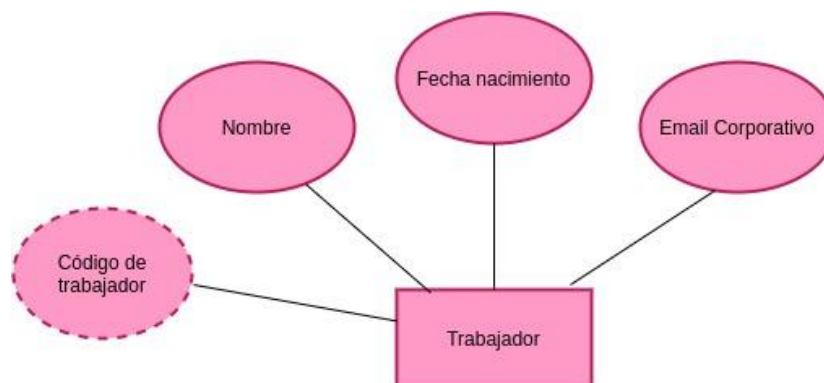 Fecha nacimiento
Nombre
Email Corporativo
Código de
trabajador
Trabajador